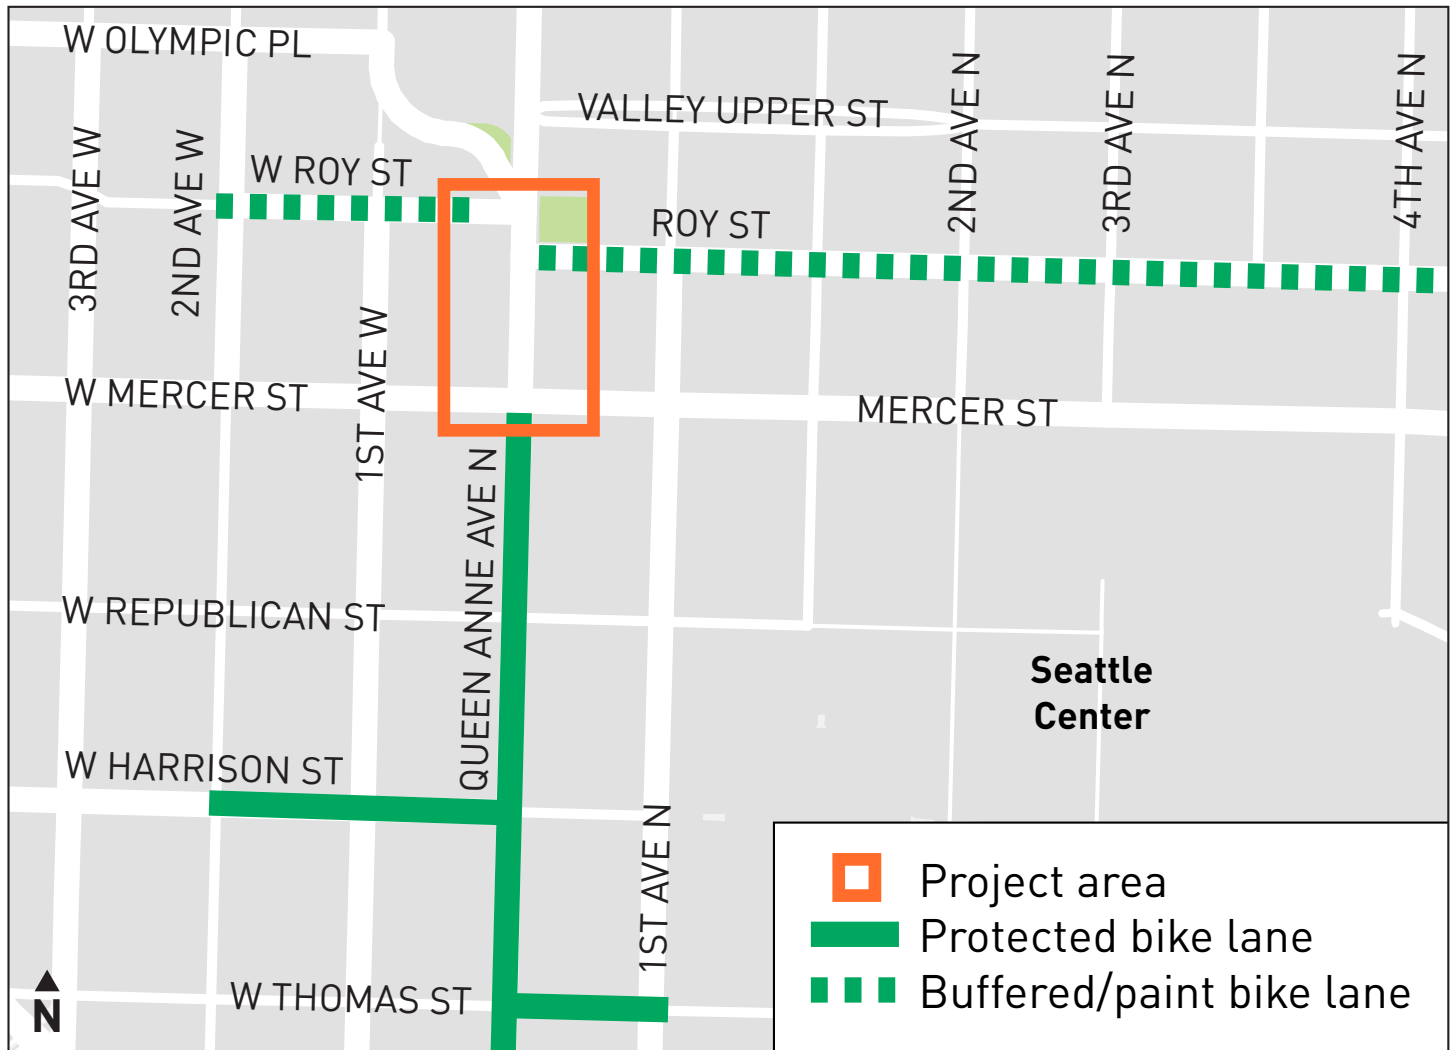 W OLYMPIC PL
VALLEY UPPER ST
2ND AVE N
3RD AVE N
4TH AVE N
3RD AVE W
2ND AVE W
W ROY ST
ROY ST
1ST AVE W
W MERCER ST
MERCER ST
QUEEN ANNE AVE N
W REPUBLICAN ST
Seattle
Center
W HARRISON ST
1ST AVE N
W THOMAS ST
N
Project area
Protected bike lane
Buffered/paint bike lane